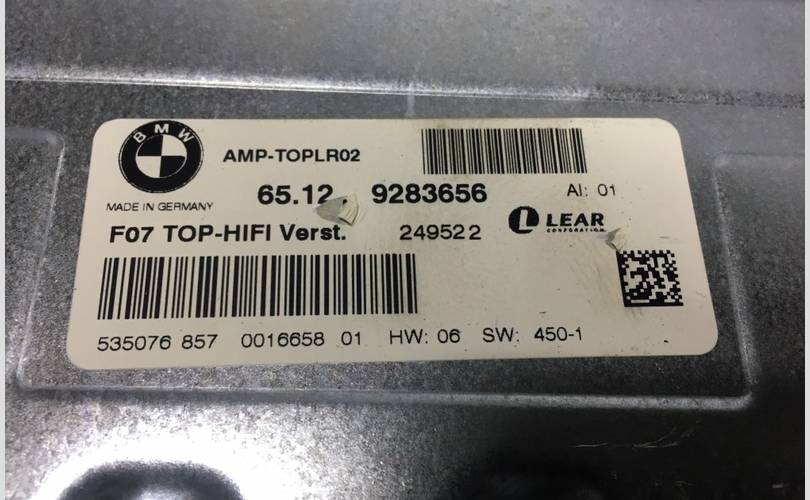 BMW
AMP-TOPLR02
MADE IN GERMANY
65.12 9283656 AI: 01
F07 TOP-HIFI Verst. 249522 LEAR
CORPORATION
535076 857 0016658 01 HW: 06 SW: 450-1